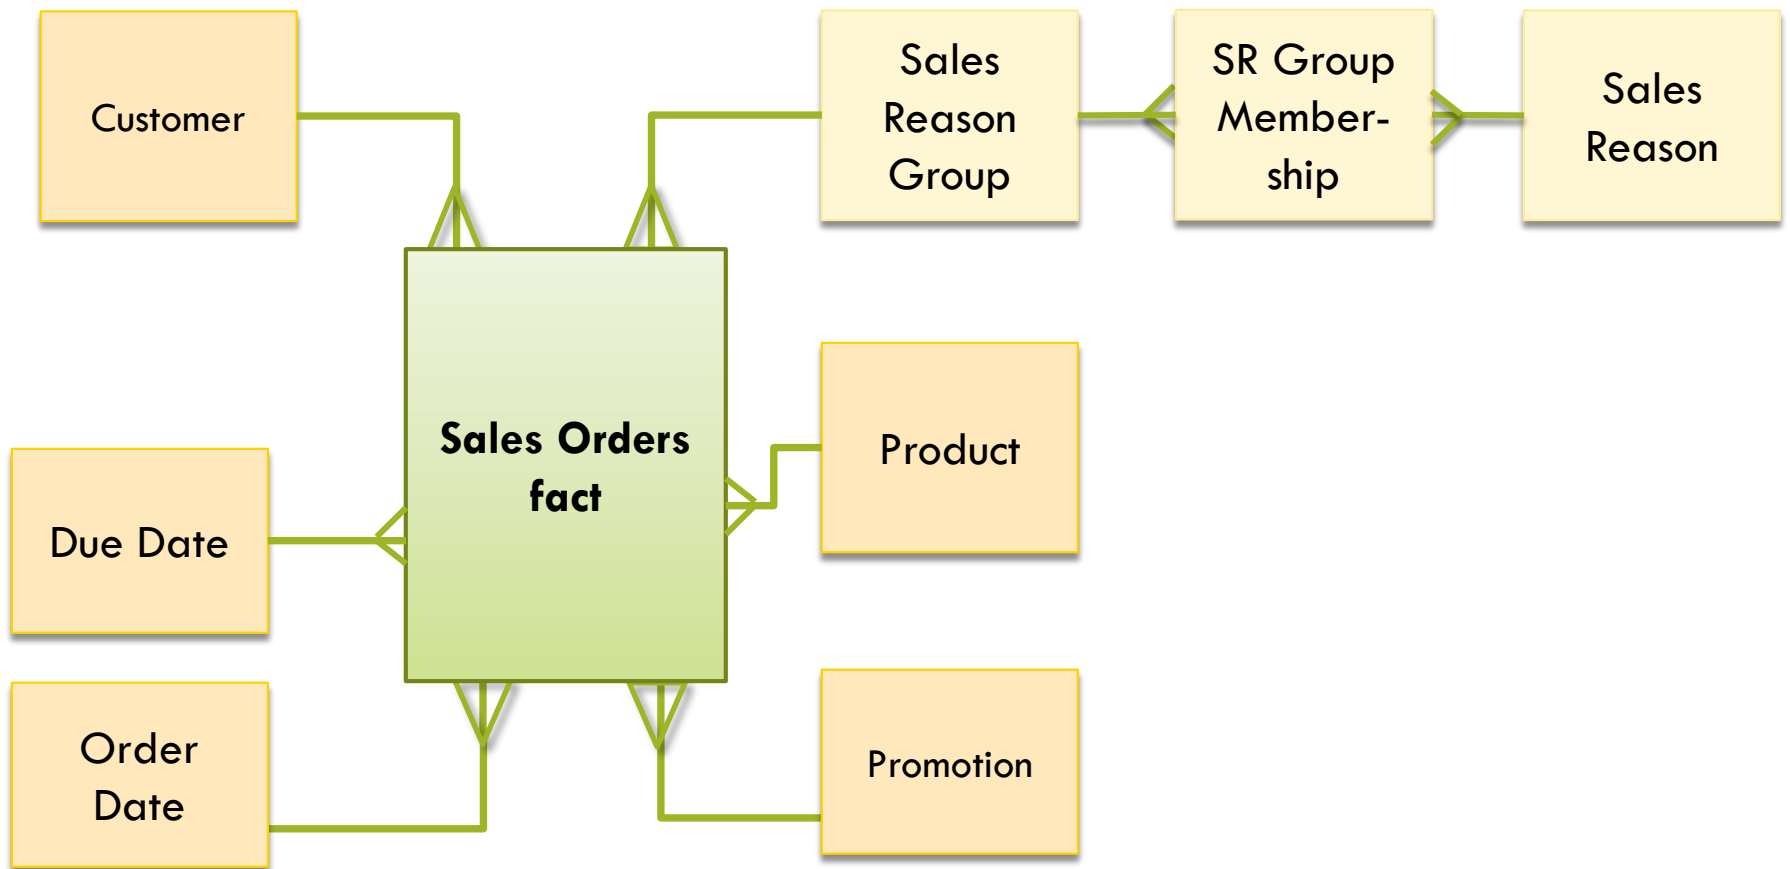 Customer
Sales
Reason
Group
SR Group
Member-
ship
Sales
Reason
Sales Orders
fact
Product
Due Date
Order
Date
Promotion